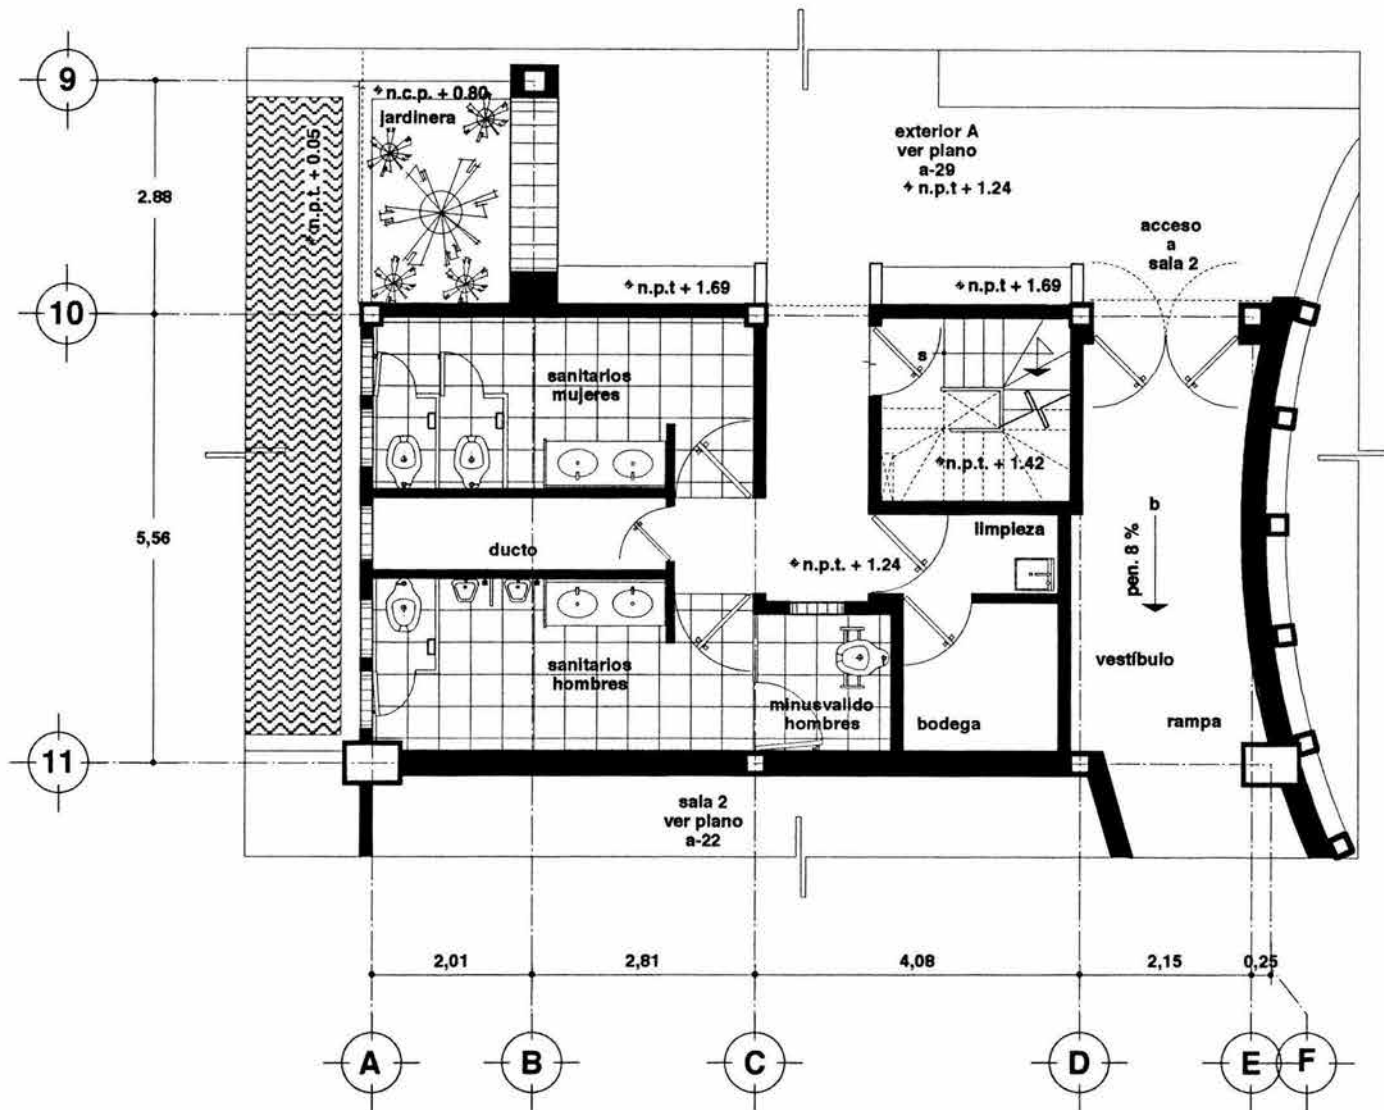 9
n.c.p. + 0.80
jardinera
n.p.t. + 0.05
exterior A
ver plano
a-29
n.p.t + 1.24
2.88
acceso
a
sala 2
n.p.t + 1.69
n.p.t + 1.69
10
sanitarios
mujeres
s
n.p.t. + 1.42
5,56
ducto
limpieza
b
pen. 8 %
n.p.t. + 1.24
sanitarios
hombres
vestíbulo
minusvalido
hombres
bodega
rampa
11
sala 2
ver plano
a-22
2,01
2,81
4,08
2,15
0,25
A
B
C
D
E
F